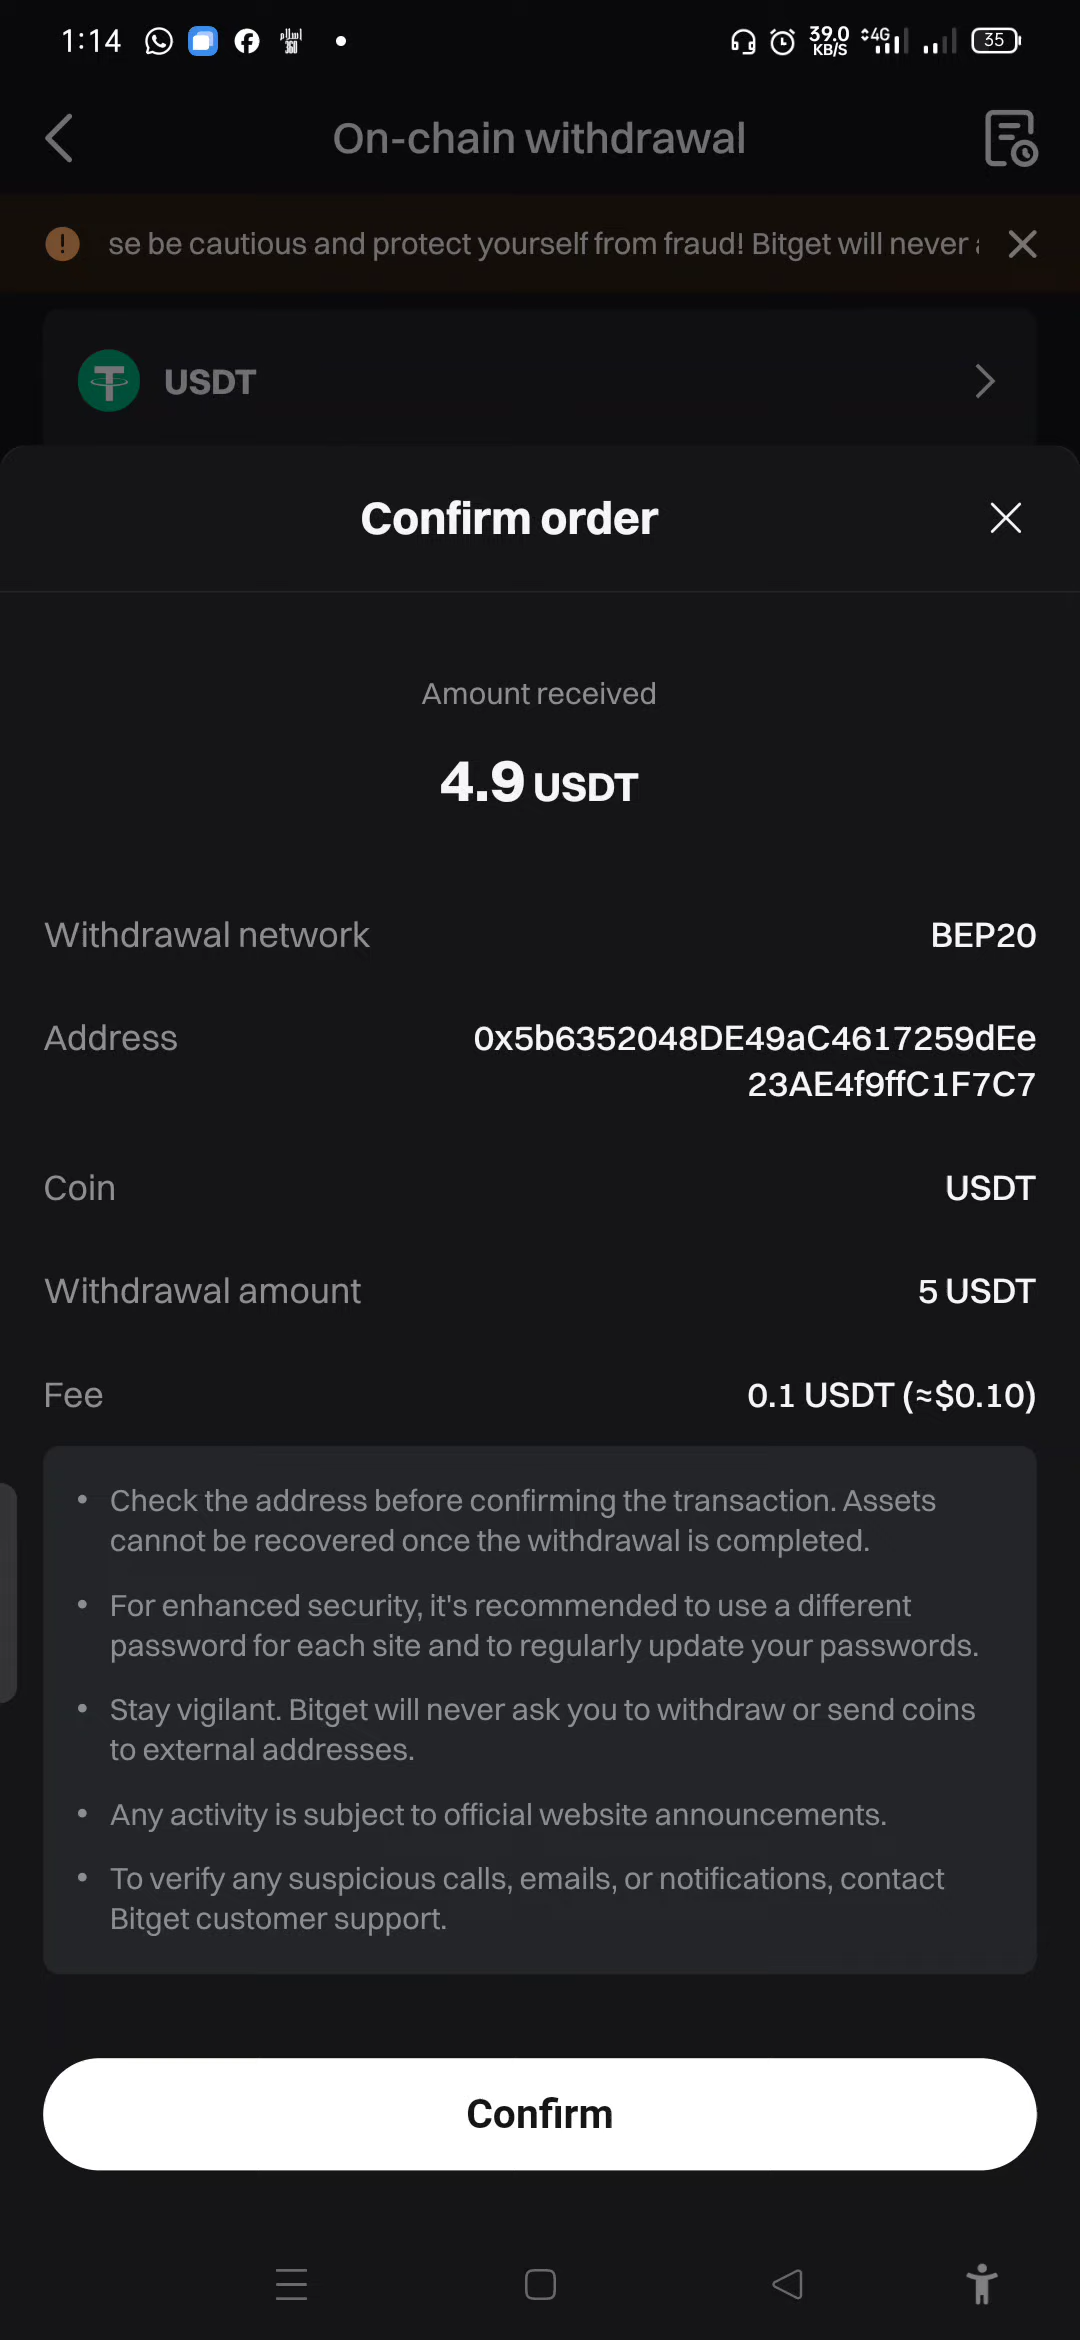 1:14
اسلام
360
39.0
KB/S
4G
35
On-chain withdrawal
se be cautious and protect yourself from fraud! Bitget will never
USDT
Confirm order
Amount received
4.9 USDT
Withdrawal network BEP20
Address 0x5b6352048DE49aC4617259dEe
23AE4f9ffC1F7C7
Coin USDT
Withdrawal amount 5 USDT
Fee 0.1 USDT (≈$0.10)
• Check the address before confirming the transaction. Assets
cannot be recovered once the withdrawal is completed.
• For enhanced security, it's recommended to use a different
password for each site and to regularly update your passwords.
• Stay vigilant. Bitget will never ask you to withdraw or send coins
to external addresses.
• Any activity is subject to official website announcements.
• To verify any suspicious calls, emails, or notifications, contact
Bitget customer support.
Confirm